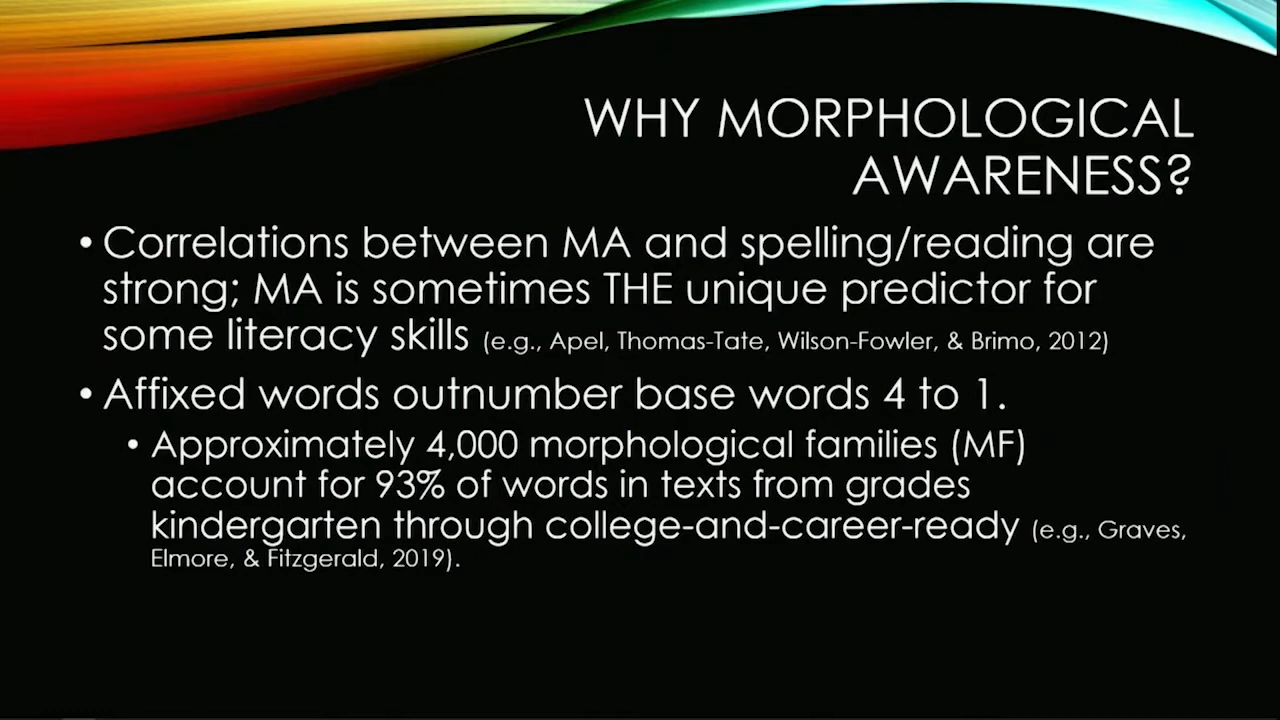 WHY MORPHOLOGICAL
AWARENESS?
• Correlations between MA and spelling/reading are
strong; MA is sometimes THE unique predictor for
some literacy skills (e.g., Apel, Thomas-Tate, Wilson-Fowler, & Brimo, 2012)
• Affixed words outnumber base words 4 to 1.
• Approximately 4,000 morphological families (MF)
account for 93% of words in texts from grades
kindergarten through college-and-career-ready (e.g., Graves,
Elmore, & Fitzgerald, 2019).